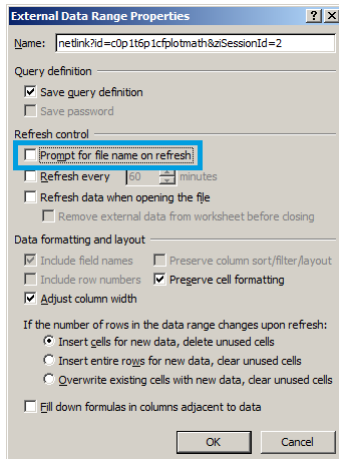 External Data Range Properties
Name: netlink?id=c0p1t6p1cfplotmath&ziSessionId=2
Query definition
Save query definition
Save password
Refresh control
Prompt for file name on refresh
Refresh every 60 minutes
Refresh data when opening the file
Remove external data from worksheet before closing
Data formatting and layout
Include field names Preserve column sort/filter/layout
Include row numbers Preserve cell formatting
Adjust column width
If the number of rows in the data range changes upon refresh:
Insert cells for new data, delete unused cells
Insert entire rows for new data, clear unused cells
Overwrite existing cells with new data, clear unused cells
Fill down formulas in columns adjacent to data
OK Cancel